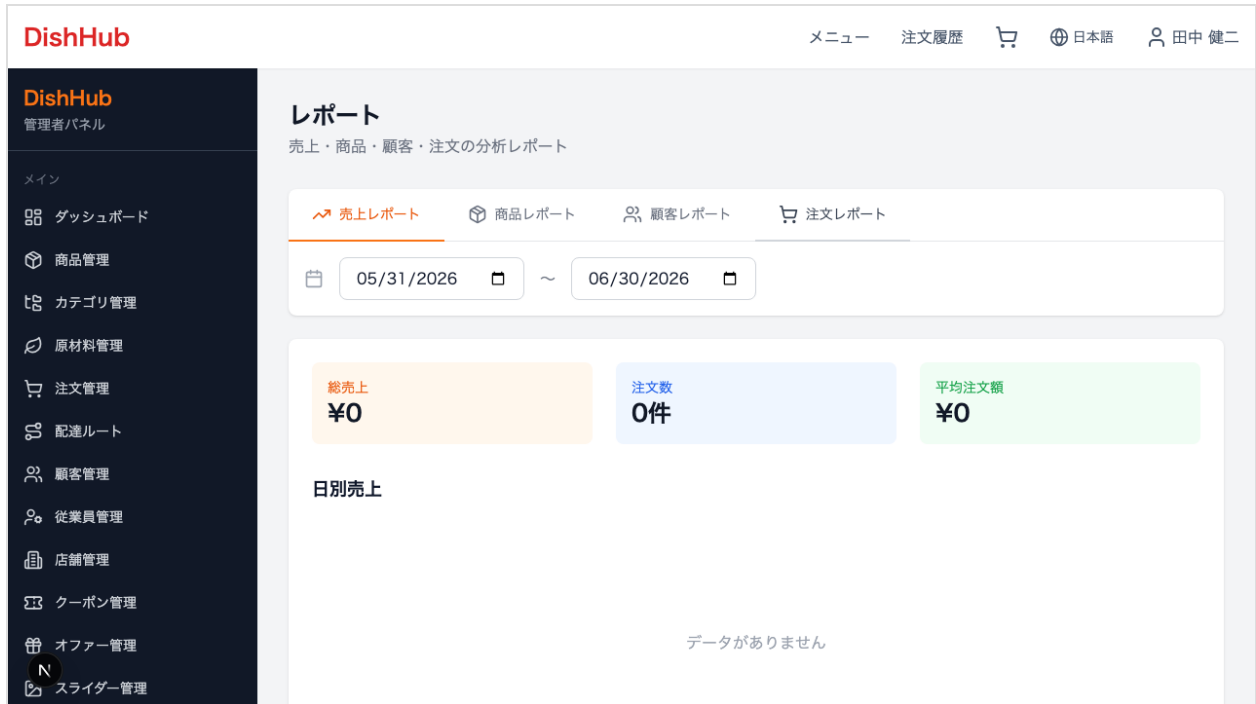 DishHub
メニュー 注文履歴 日本語 田中 健二
DishHub
管理者パネル
メイン
ダッシュボード
商品管理
カテゴリ管理
原材料管理
注文管理
配達ルート
顧客管理
従業員管理
店舗管理
クーポン管理
オファー管理
N
スライダー管理
レポート
売上・商品・顧客・注文の分析レポート
売上レポート 商品レポート 顧客レポート 注文レポート
05/31/2026 ～ 06/30/2026
総売上
¥0
注文数
0件
平均注文額
¥0
日別売上
データがありません